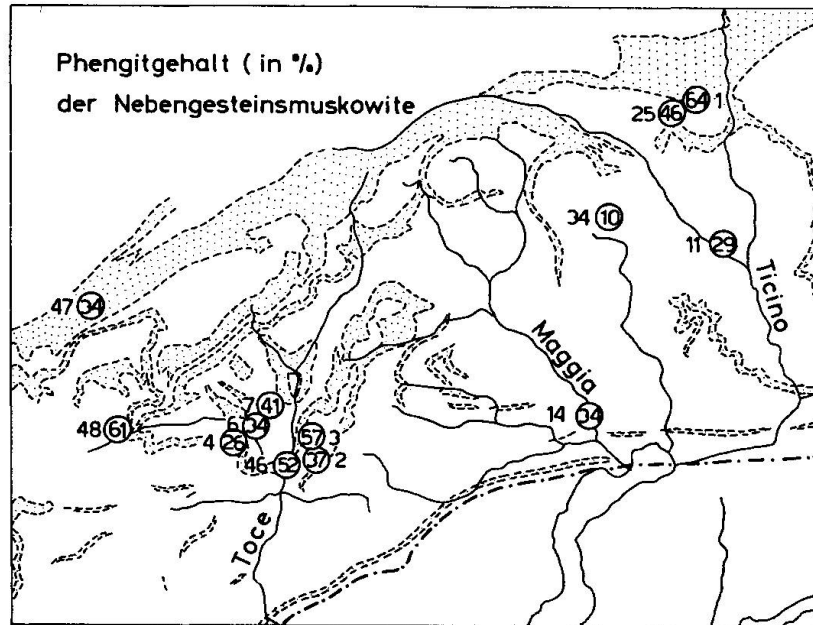 Phengitgehalt ( in %)
der Nebengesteinsmuskowite
64 1
25 46
34 10
11 29
Ticino
47 34
Maggia
14 34
7 41
6 34
48 61
4 26
57 3
46 52
37 2
Toce